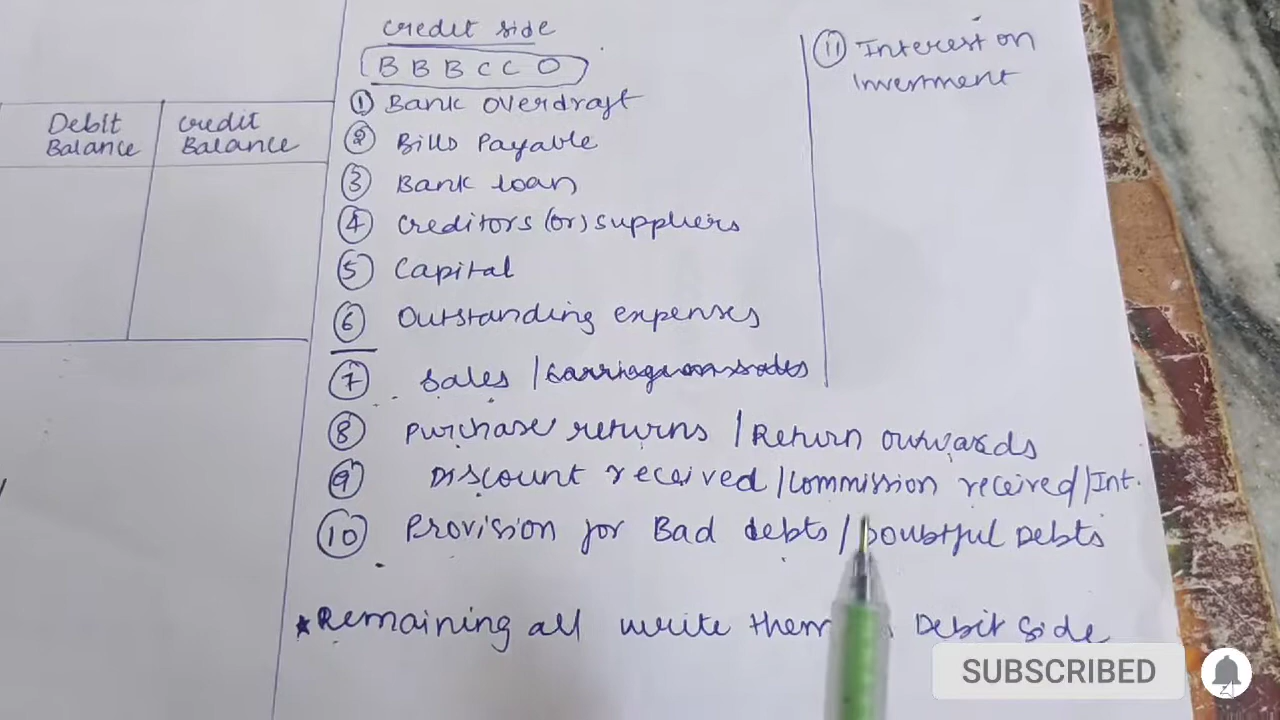 credit side
B B B C C O
① Bank overdraft
② Bills Payable
③ Bank loan
④ creditors (or) suppliers
⑤ Capital
⑥ Outstanding expenses
⑦ Sales /
⑧ Purchase returns / Return outwards
⑨ Discount received / Commission received / Int.
⑩ Provision for Bad debts / Doubtful Debts
⑪ Interest on
Investment
Debit Balance
credit Balance
★ Remaining all write them Debit side
SUBSCRIBED